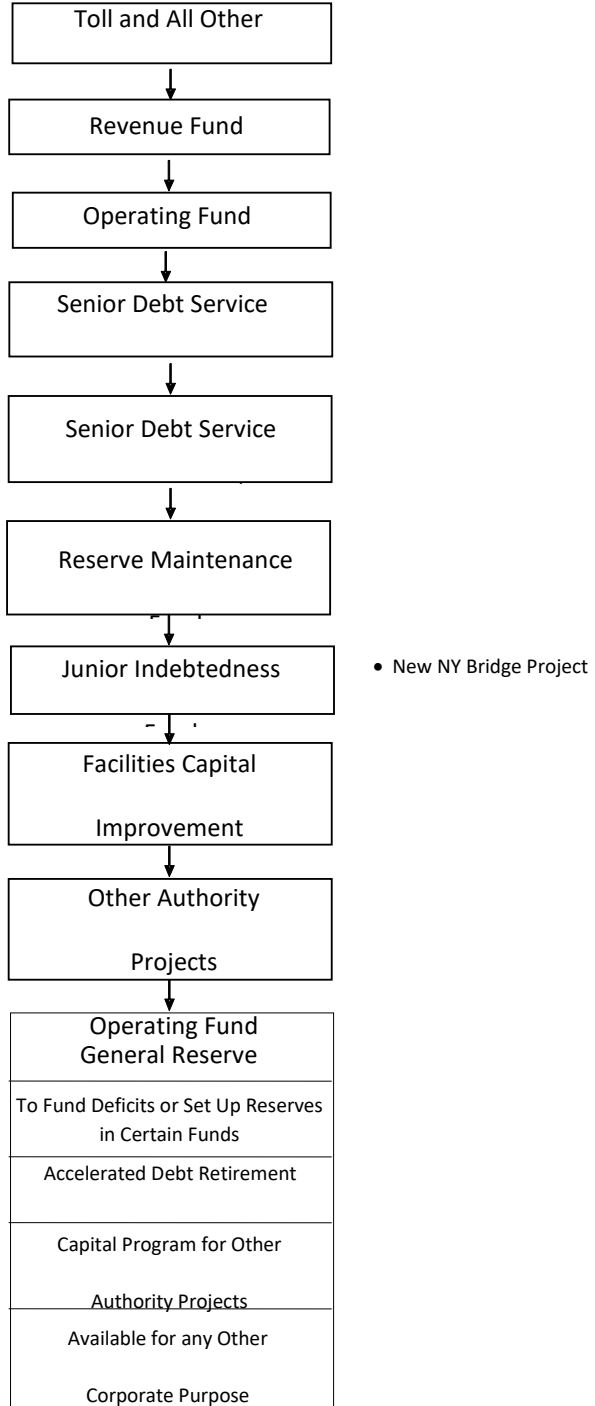 Toll and All Other
Revenue Fund
Operating Fund
Senior Debt Service
Senior Debt Service
Reserve Maintenance
Junior Indebtedness
• New NY Bridge Project
Facilities Capital
Improvement
Other Authority
Projects
Operating Fund
General Reserve
To Fund Deficits or Set Up Reserves
in Certain Funds
Accelerated Debt Retirement
Capital Program for Other
Authority Projects
Available for any Other
Corporate Purpose